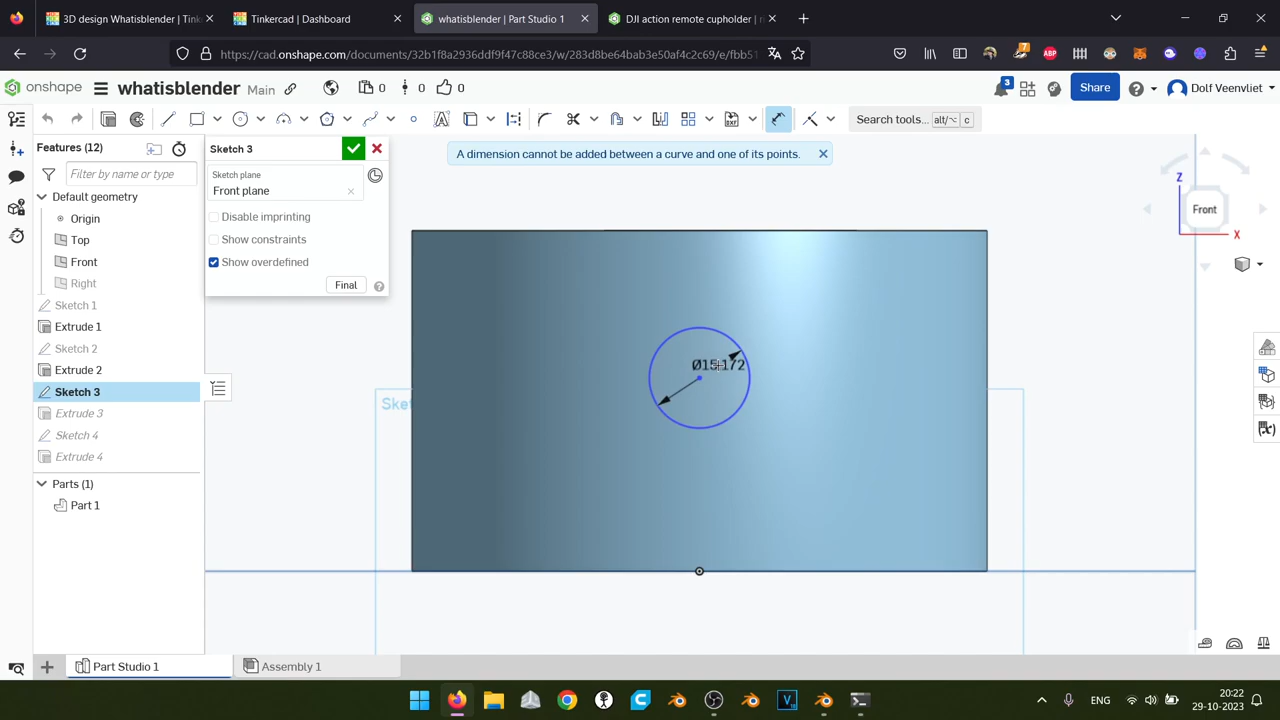 3D design Whatisblender | Tink
Tinkercad | Dashboard
whatisblender | Part Studio 1
DJI action remote cupholder | r
https://cad.onshape.com/documents/32b1f8a2936ddf9f47c88ce3/w/283d8be64bab3e50af4c2c69/e/fbb51
7
ABP
onshape
whatisblender Main
0
0
0
3
Share
Dolf Veenvliet
Search tools... alt/⌥ c
Features (12)
Filter by name or type
Default geometry
Origin
Top
Front
Right
Sketch 1
Extrude 1
Sketch 2
Extrude 2
Sketch 3
Extrude 3
Sketch 4
Extrude 4
Parts (1)
Part 1
Sketch 3
Sketch plane
Front plane
Disable imprinting
Show constraints
Show overdefined
Final
A dimension cannot be added between a curve and one of its points.
Z
Front
X
Part Studio 1
Assembly 1
ENG
20:22
29-10-2023